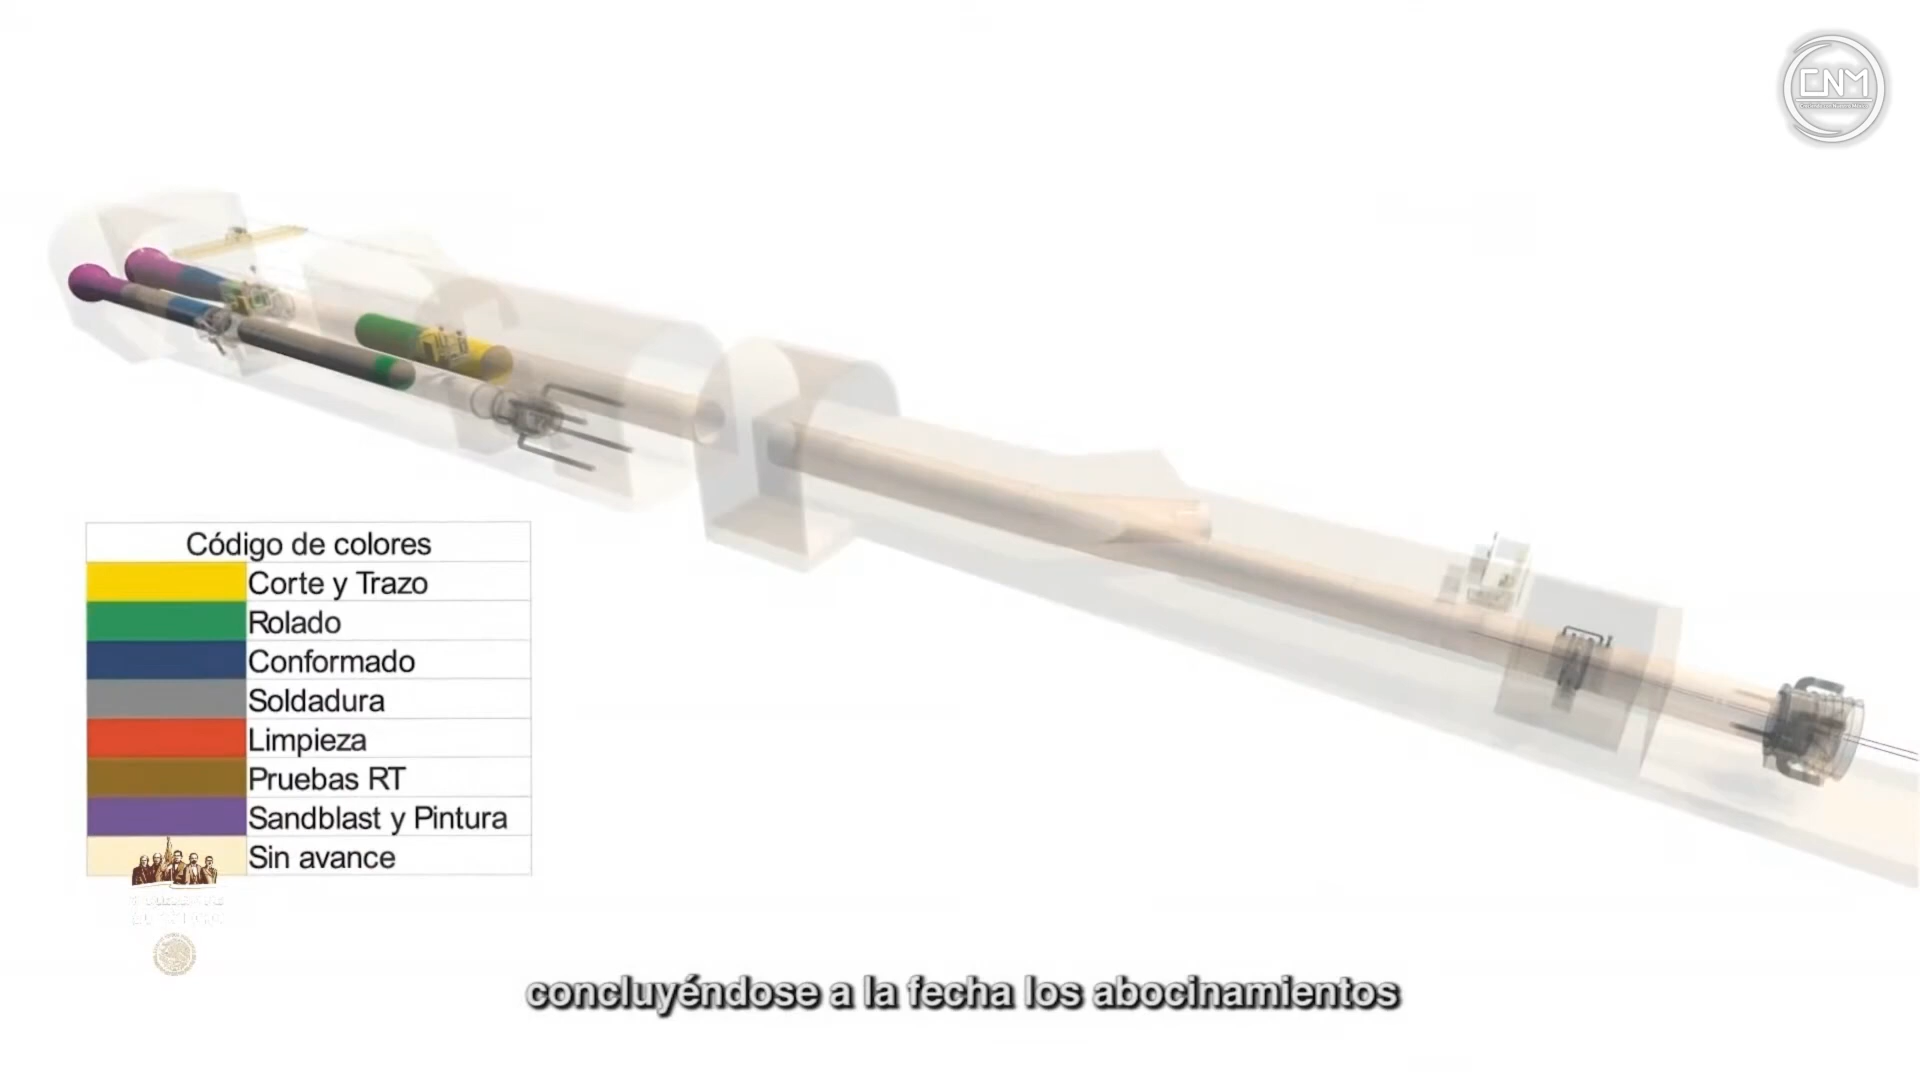 CNM
Código de colores
Corte y Trazo
Rolado
Conformado
Soldadura
Limpieza
Pruebas RT
Sandblast y Pintura
Sin avance
concluyéndose a la fecha los abocinamientos